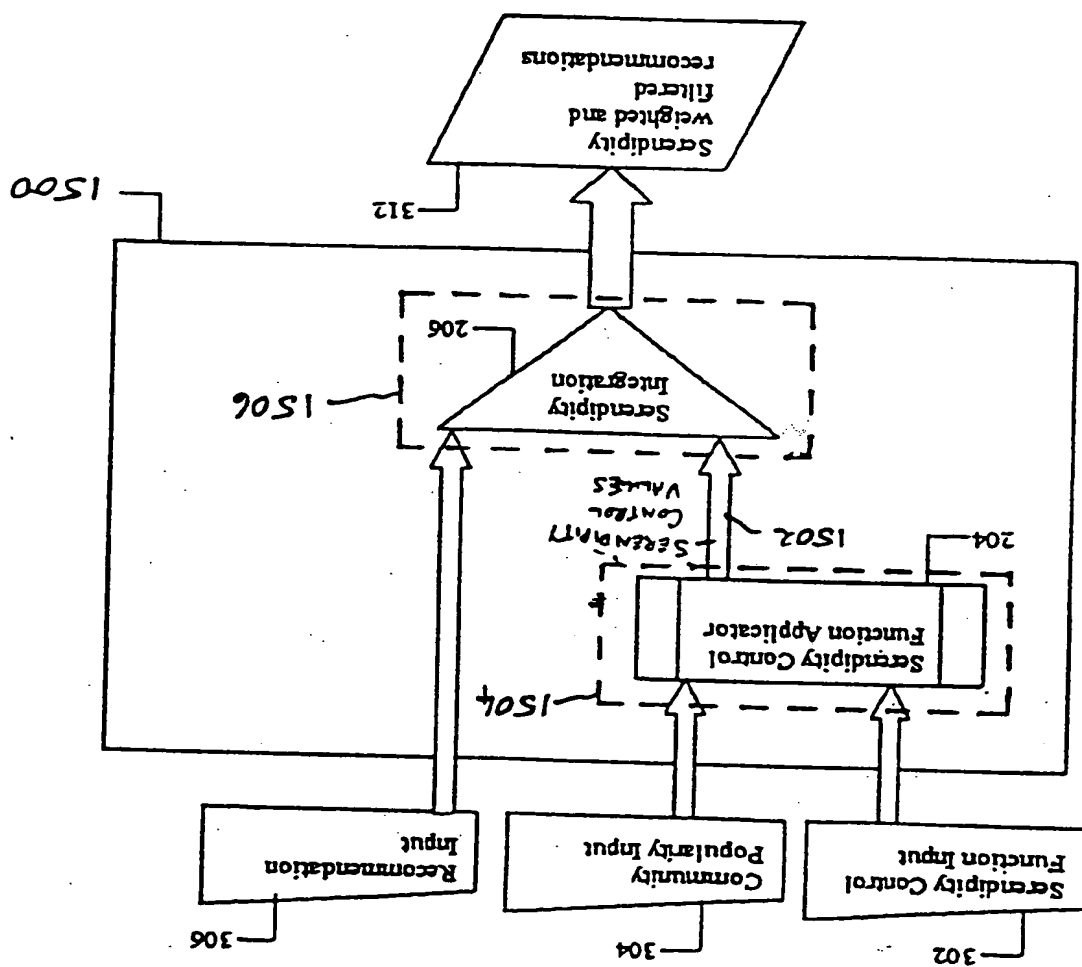 302
304
306
Serendipity Control
Function Input
Community
Popularity Input
Recommendation
Input
1504
Serendipity Control
Function Applicator
204
1502
SERENDIPITY
CONTROL
VALUES
Serendipity
Integration
206
1506
1500
312
Serendipity
weighted and
filtered
recommendations